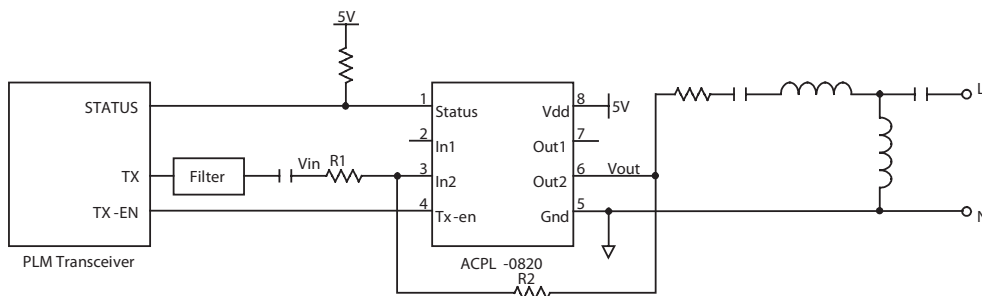 5V
STATUS
1
Status
Vdd
8
5V
L
2
In1
Out1
7
TX
Filter
Vin
R1
3
In2
Out2
6
Vout
TX -EN
4
Tx-en
Gnd
5
N
PLM Transceiver
ACPL -0820
R2